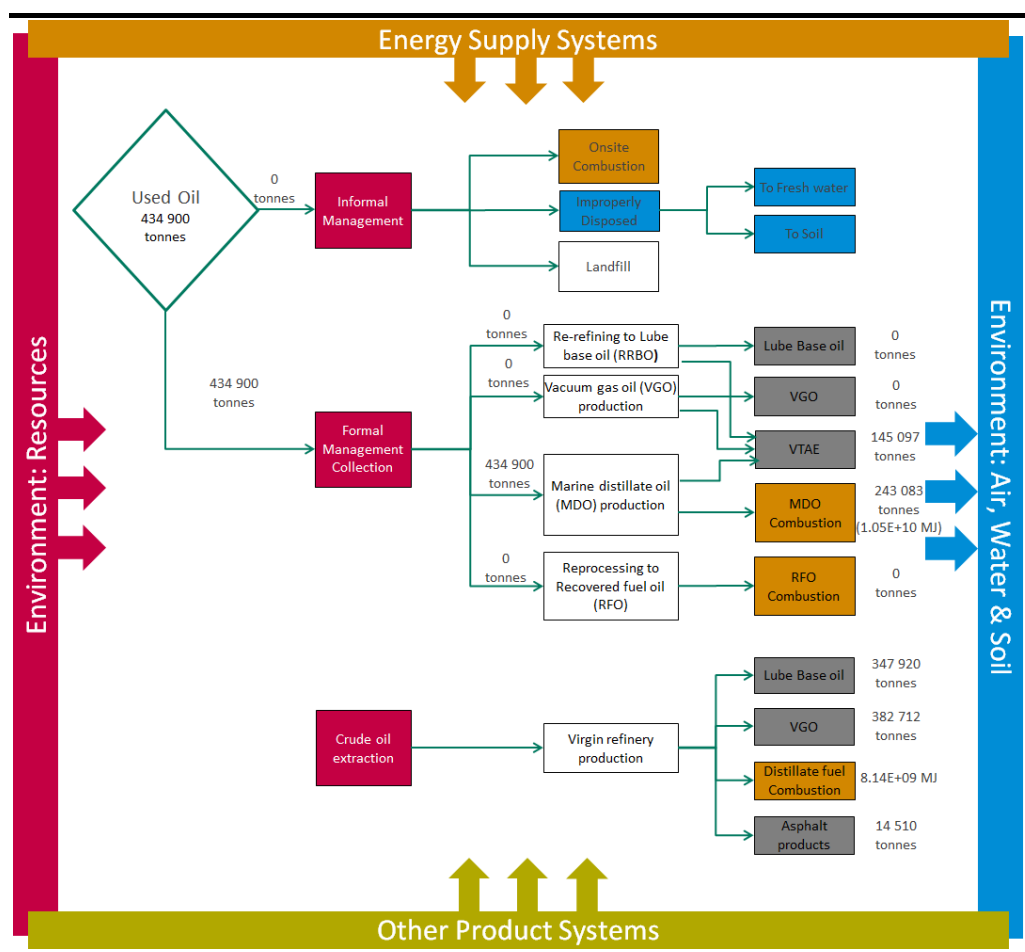 Energy Supply Systems
Environment: Resources
Environment: Air, Water & Soil
Used Oil
434 900
tonnes
0
tonnes
Informal
Management
Onsite
Combustion
Improperly
Disposed
Landfill
To Fresh water
To Soil
434 900
tonnes
Formal
Management
Collection
0
tonnes
Re-refining to Lube
base oil (RRBO)
Lube Base oil
0
tonnes
0
tonnes
Vacuum gas oil (VGO)
production
VGO
0
tonnes
VTAE
145 097
tonnes
434 900
tonnes
Marine distillate oil
(MDO) production
MDO
Combustion
243 083
tonnes
(1.05E+10 MJ)
0
tonnes
Reprocessing to
Recovered fuel oil
(RFO)
RFO
Combustion
0
tonnes
Crude oil
extraction
Virgin refinery
production
Lube Base oil
347 920
tonnes
VGO
382 712
tonnes
Distillate fuel
Combustion
8.14E+09 MJ
Asphalt
products
14 510
tonnes
Other Product Systems